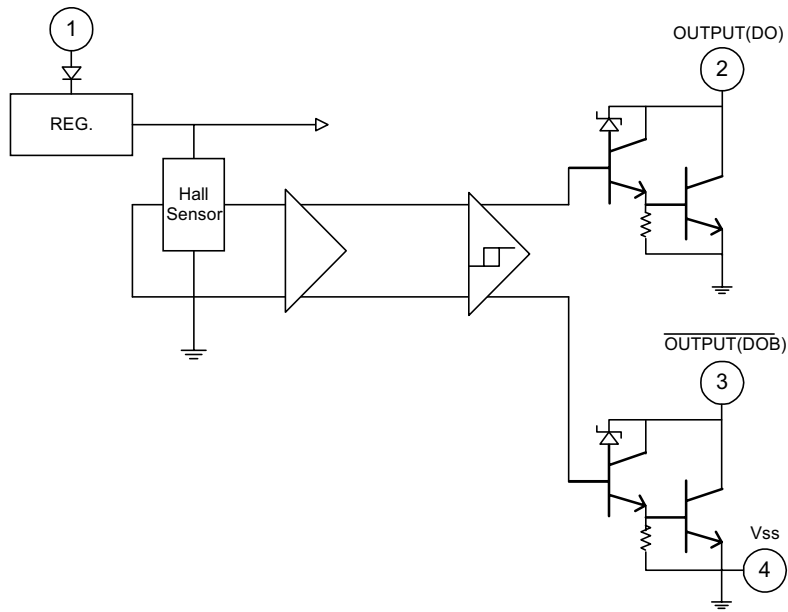 1
OUTPUT(DO)
2
REG.
Hall
Sensor
OUTPUT(DOB)
3
Vss
4